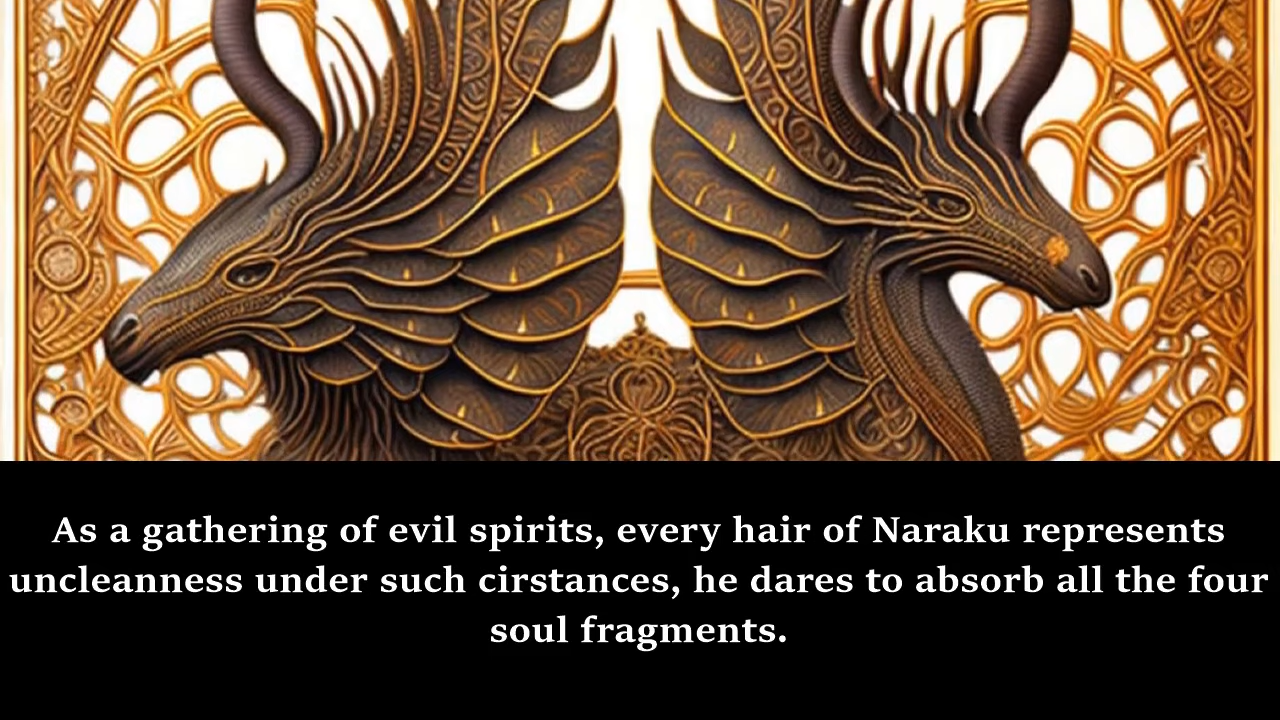 As a gathering of evil spirits, every hair of Naraku represents
uncleanness under such cirstances, he dares to absorb all the four
soul fragments.